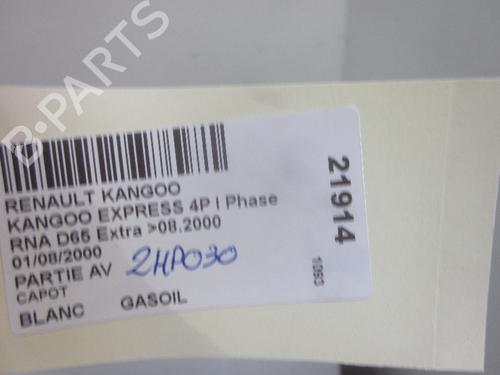 B-PARTS
RENAULT KANGOO
KANGOO EXPRESS 4P I Phase
RNA D65 Extra >08.2000
01/08/2000
PARTIE AV 2HP030
CAPOT
BLANC GASOIL
21914
1093